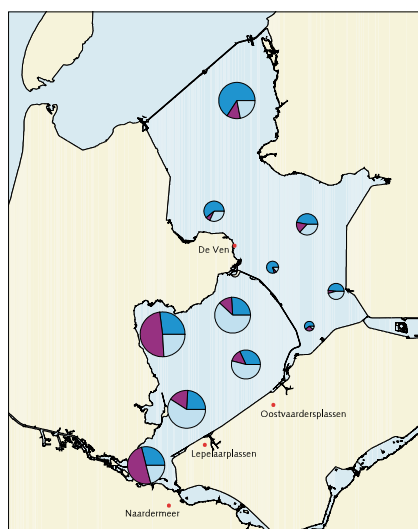 De Ven
Oostvaardersplassen
Lepelaarplassen
Naardermeer